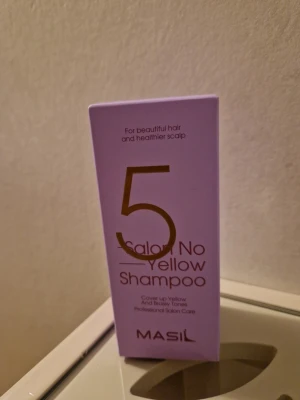 For beautiful hair
and healthier scalp
5
Salon No
Yellow
Shampoo
Cover up Yellow
And Brassy Tones
Professional Salon Care
MASIL